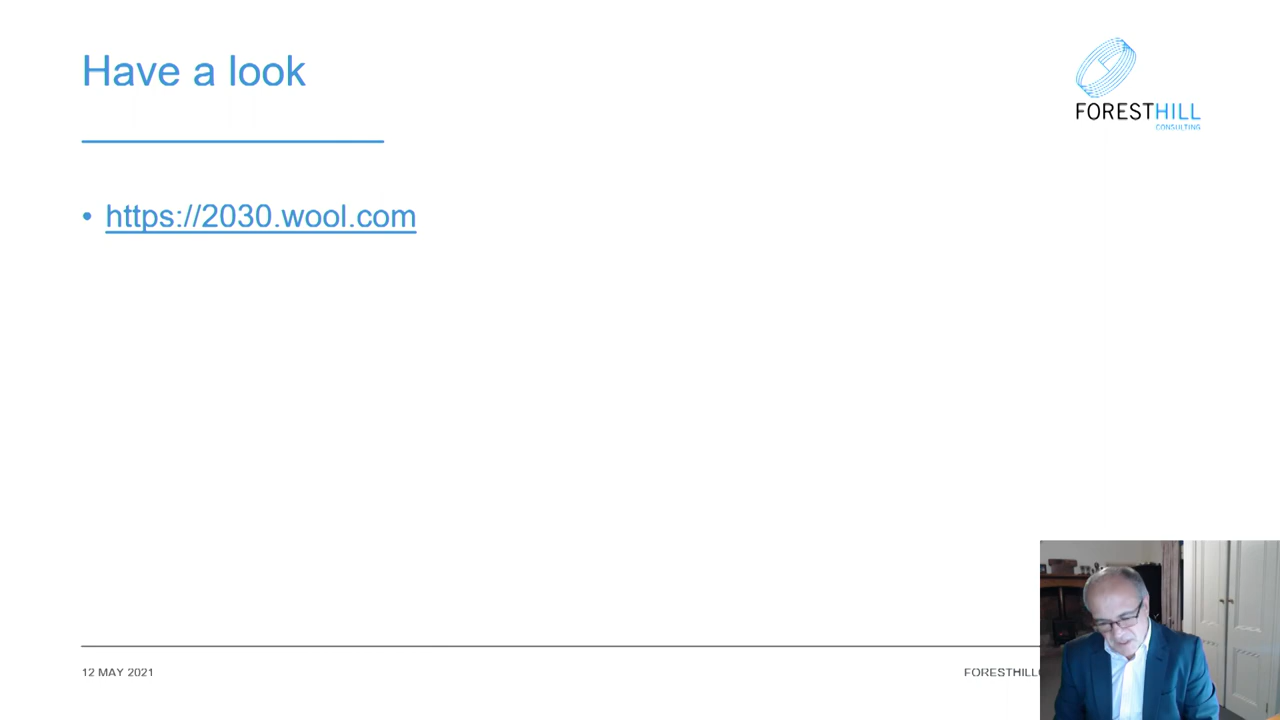 Have a look
FORESTHILL
CONSULTING
• https://2030.wool.com
12 MAY 2021
FORESTHILL